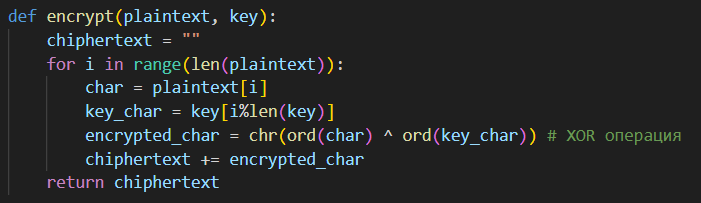 def encrypt(plaintext, key):
    chiphertext = ""
    for i in range(len(plaintext)):
        char = plaintext[i]
        key_char = key[i%len(key)]
        encrypted_char = chr(ord(char) ^ ord(key_char)) # XOR операция
        chiphertext += encrypted_char
    return chiphertext